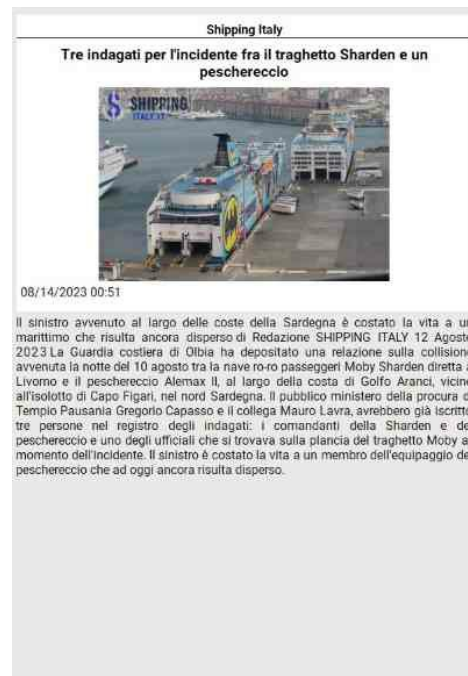 Shipping Italy
Tre indagati per l'incidente fra il traghetto Sharden e un
peschereccio
SHIPPING
ITALY.IT
08/14/2023 00:51
Il sinistro avvenuto al largo delle coste della Sardegna è costato la vita a un
marittimo che risulta ancora disperso di Redazione SHIPPING ITALY 12 Agosto
2023 La Guardia costiera di Olbia ha depositato una relazione sulla collision
avvenuta la notte del 10 agosto tra la nave ro-ro passeggeri Moby Sharden diretta
Livorno e il peschereccio Alemax II, al largo della costa di Golfo Aranci, vicin
all'isolotto di Capo Figari, nel nord Sardegna. Il pubblico ministero della procura d
Tempio Pausania Gregorio Capasso e il collega Mauro Lavra, avrebbero già iscritt
tre persone nel registro degli indagati: i comandanti della Sharden e de
peschereccio e uno degli ufficiali che si trovava sulla plancia del traghetto Moby a
momento dell'incidente. Il sinistro è costato la vita a un membro dell'equipaggio de
peschereccio che ad oggi ancora risulta disperso.